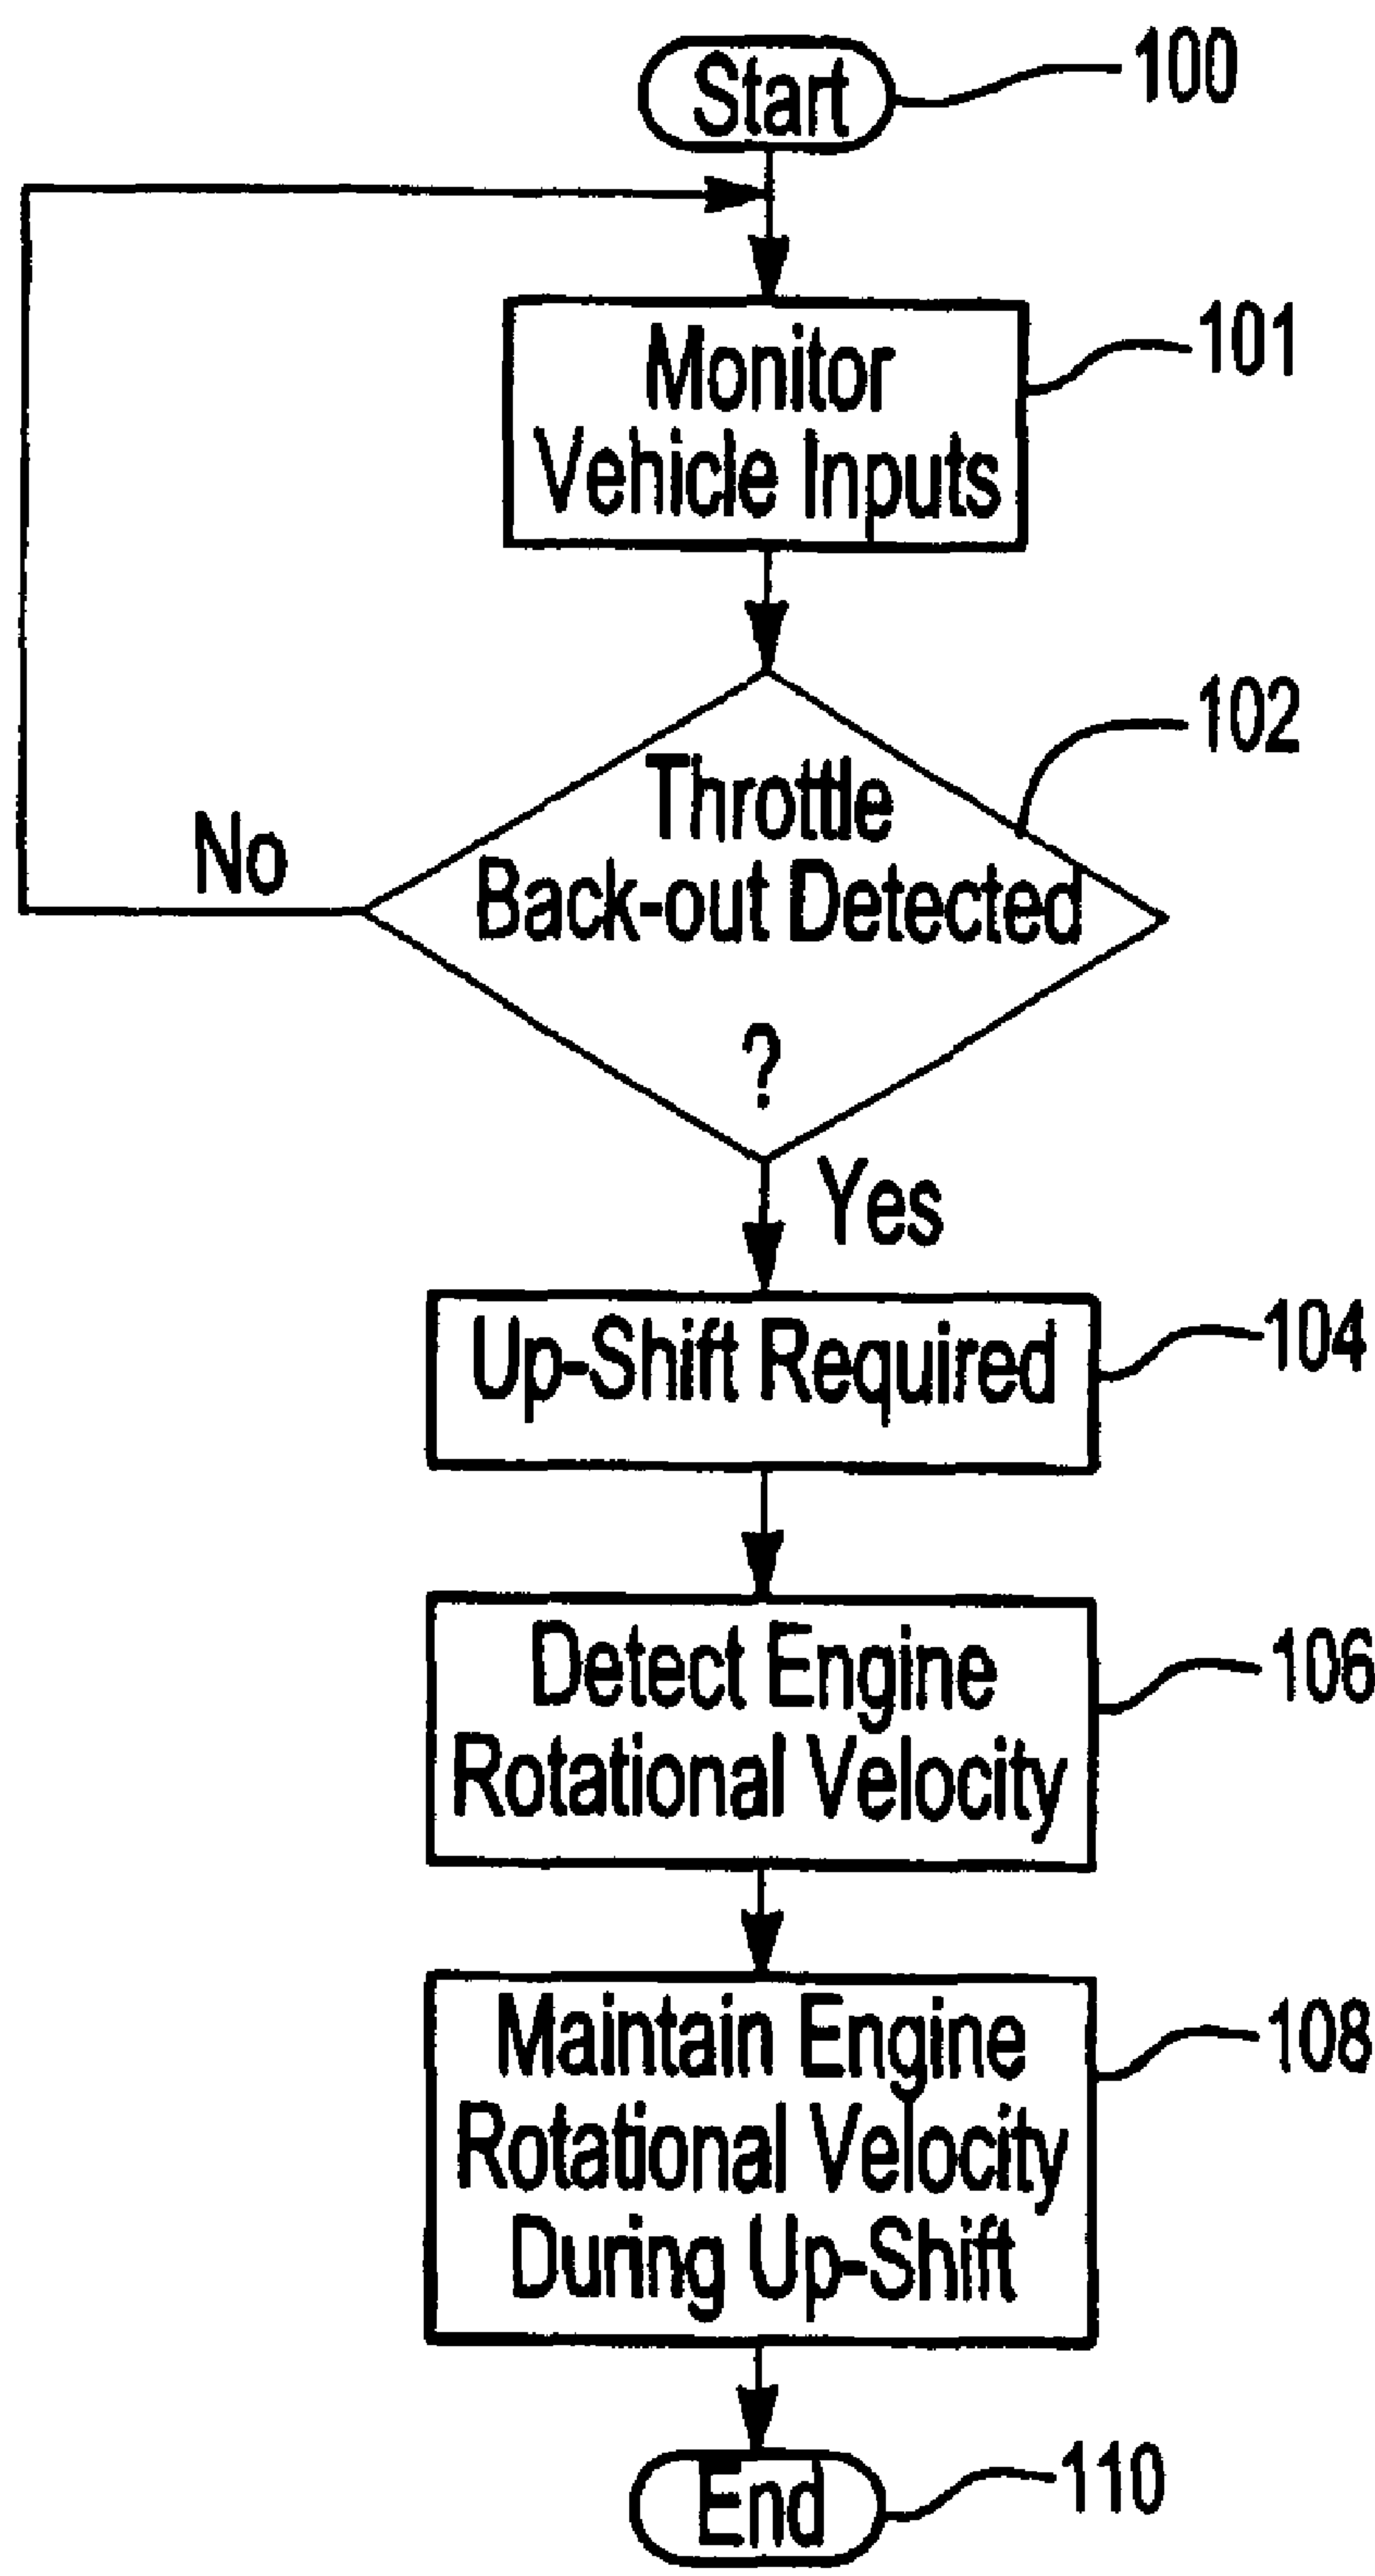 Start
100
Monitor
Vehicle Inputs
101
Throttle
Back-out Detected
?
102
No
Yes
Up-Shift Required
104
Detect Engine
Rotational Velocity
106
Maintain Engine
Rotational Velocity
During Up-Shift
108
End
110